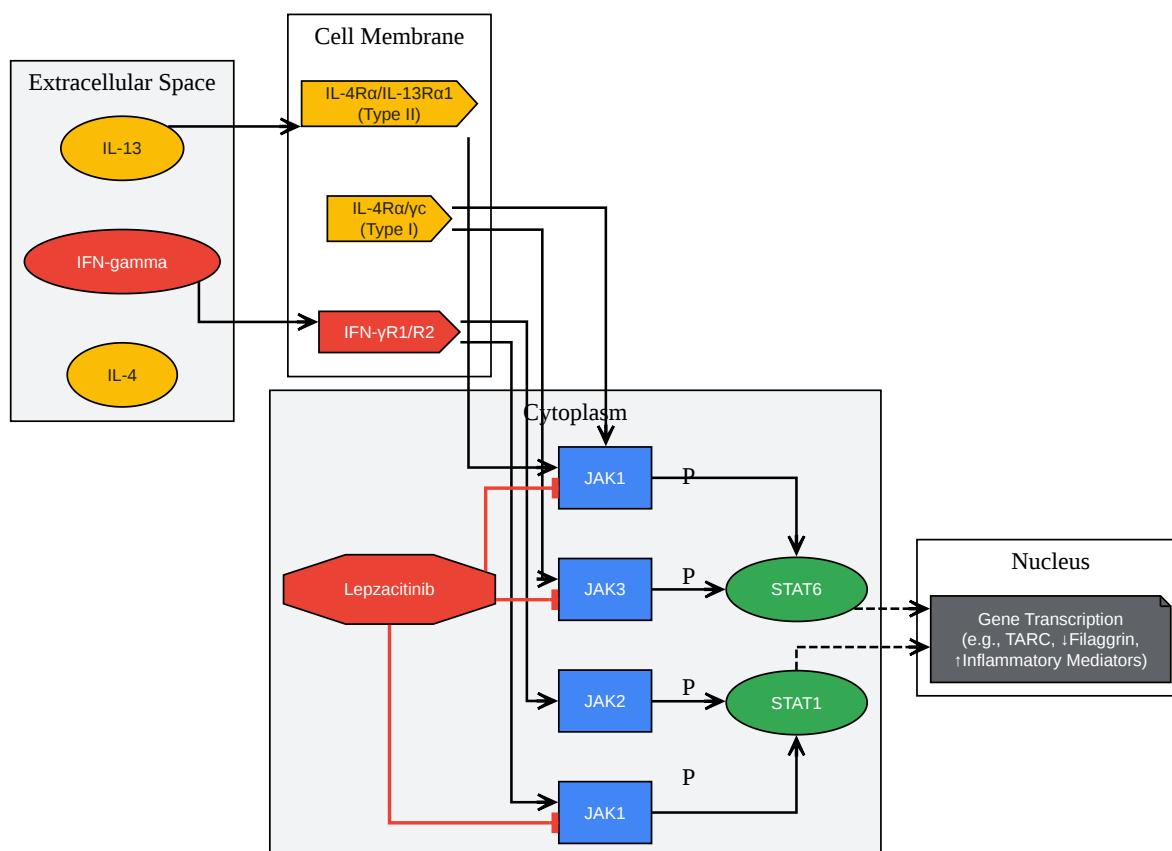 Cell Membrane
Extracellular Space
IL-4Rα/IL-13Rα1
(Type II)
IL-13
IL-4Rα/γc
(Type I)
IFN-gamma
IFN-γR1/R2
IL-4
Cytoplasm
JAK1
P
Nucleus
Lepzacitinib
JAK3
P
STAT6
Gene Transcription
(e.g., TARC, ↓Filaggrin,
↑Inflammatory Mediators)
JAK2
P
STAT1
P
JAK1